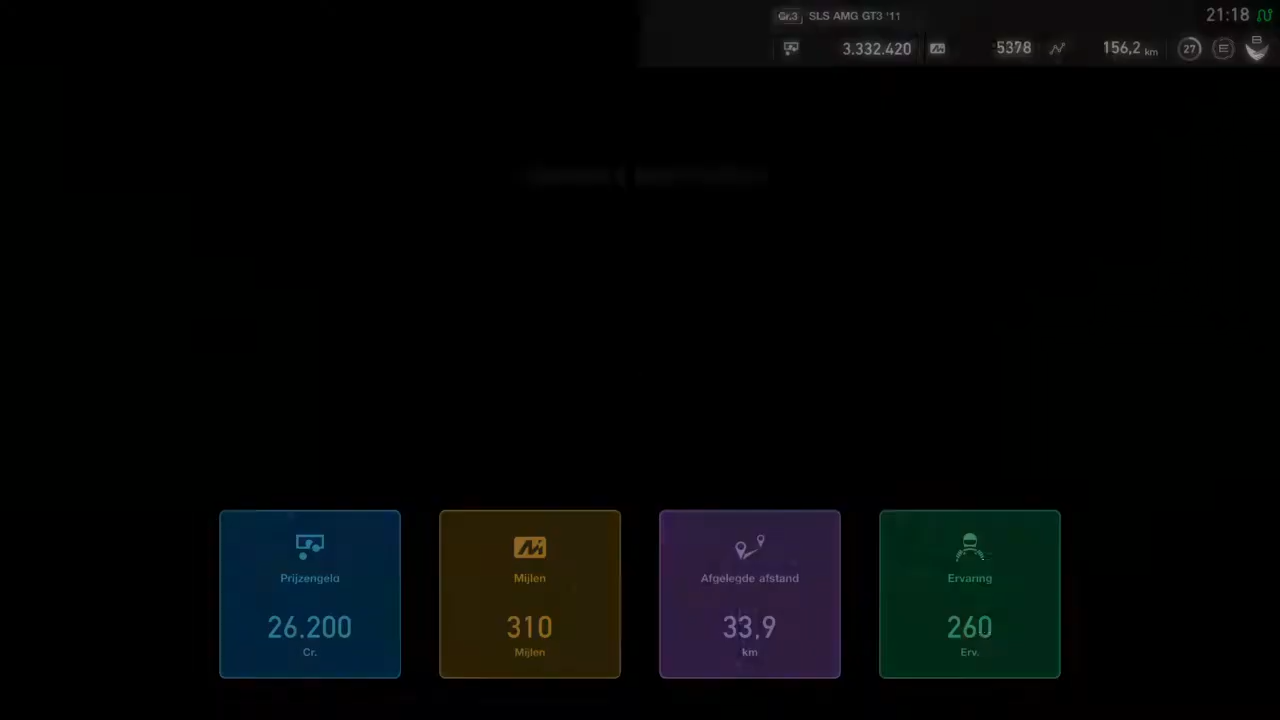 Gr.3 SLS AMG GT3 '11
21:18
3.332.420 5378 156,2 km 27 E B
Prijzengeld
26.200
Cr.
Mijlen
310
Mijlen
Afgelegde afstand
33,9
km
Ervaring
260
Erv.